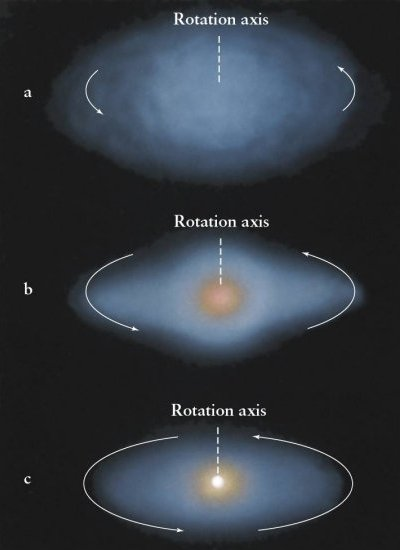 Rotation axis
a
Rotation axis
b
Rotation axis
c